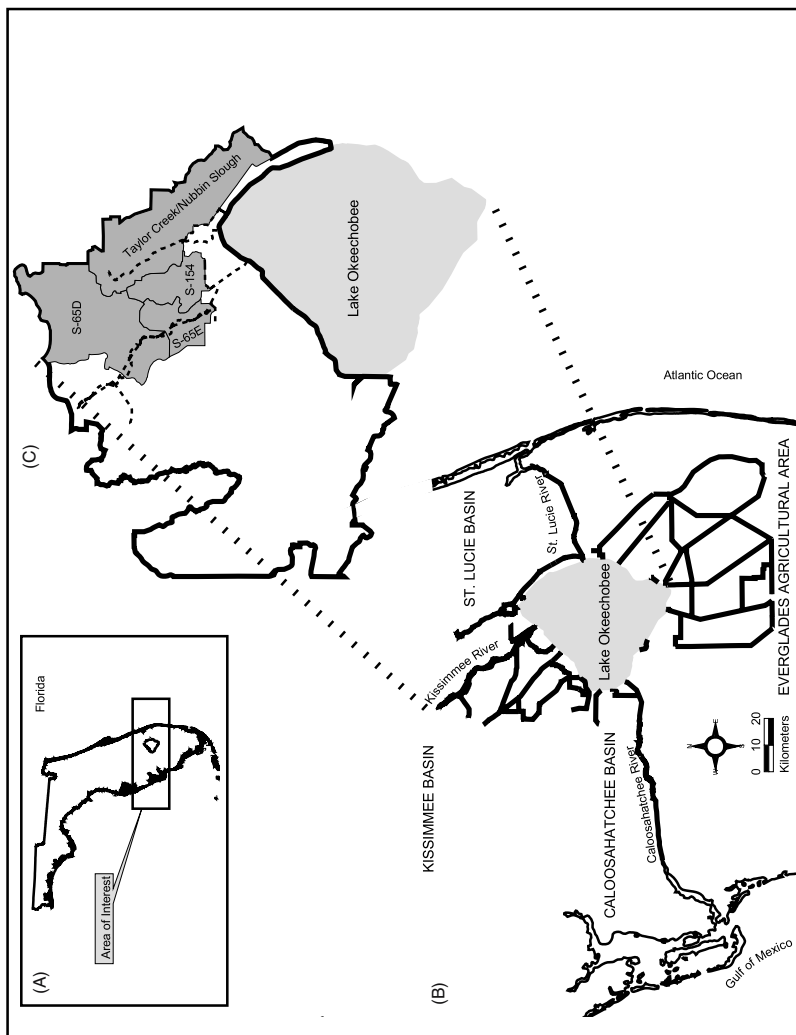 (A)
Florida
Area of Interest
(B)
KISSIMMEE BASIN
Kissimmee River
ST. LUCIE BASIN
St. Lucie River
Atlantic Ocean
Lake Okeechobee
CALOOSAHATCHEE BASIN
Caloosahatchee River
Gulf of Mexico
EVERGLADES AGRICULTURAL AREA
N
E
S
W
0 10 20
Kilometers
(C)
S-65D
Taylor Creek/Nubbin Slough
S-154
S-65E
Lake Okeechobee